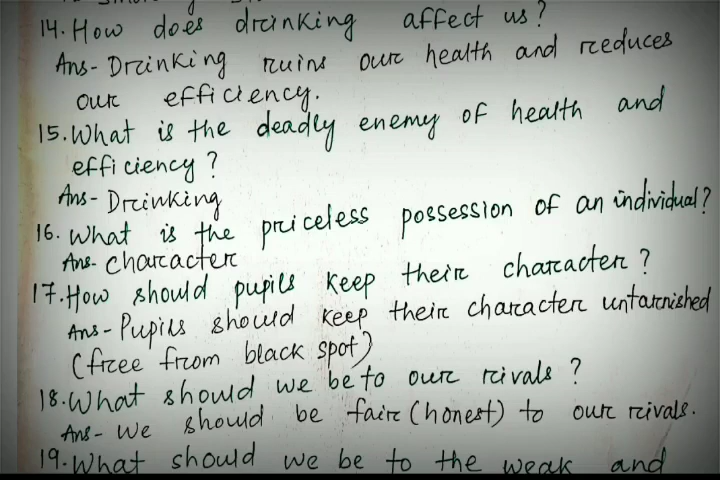 14. How does drinking affect us?
Ans- Drinking ruins our health and reduces
our efficiency.
15. What is the deadly enemy of health and
efficiency?
Ans- Drinking
16. What is the priceless possession of an individual?
Ans- Character
17. How should pupils keep their character?
Ans- Pupils should keep their character untarnished
(free from black spot)
18. What should we be to our rivals?
Ans- We should be fair (honest) to our rivals.
19. What should we be to the weak and